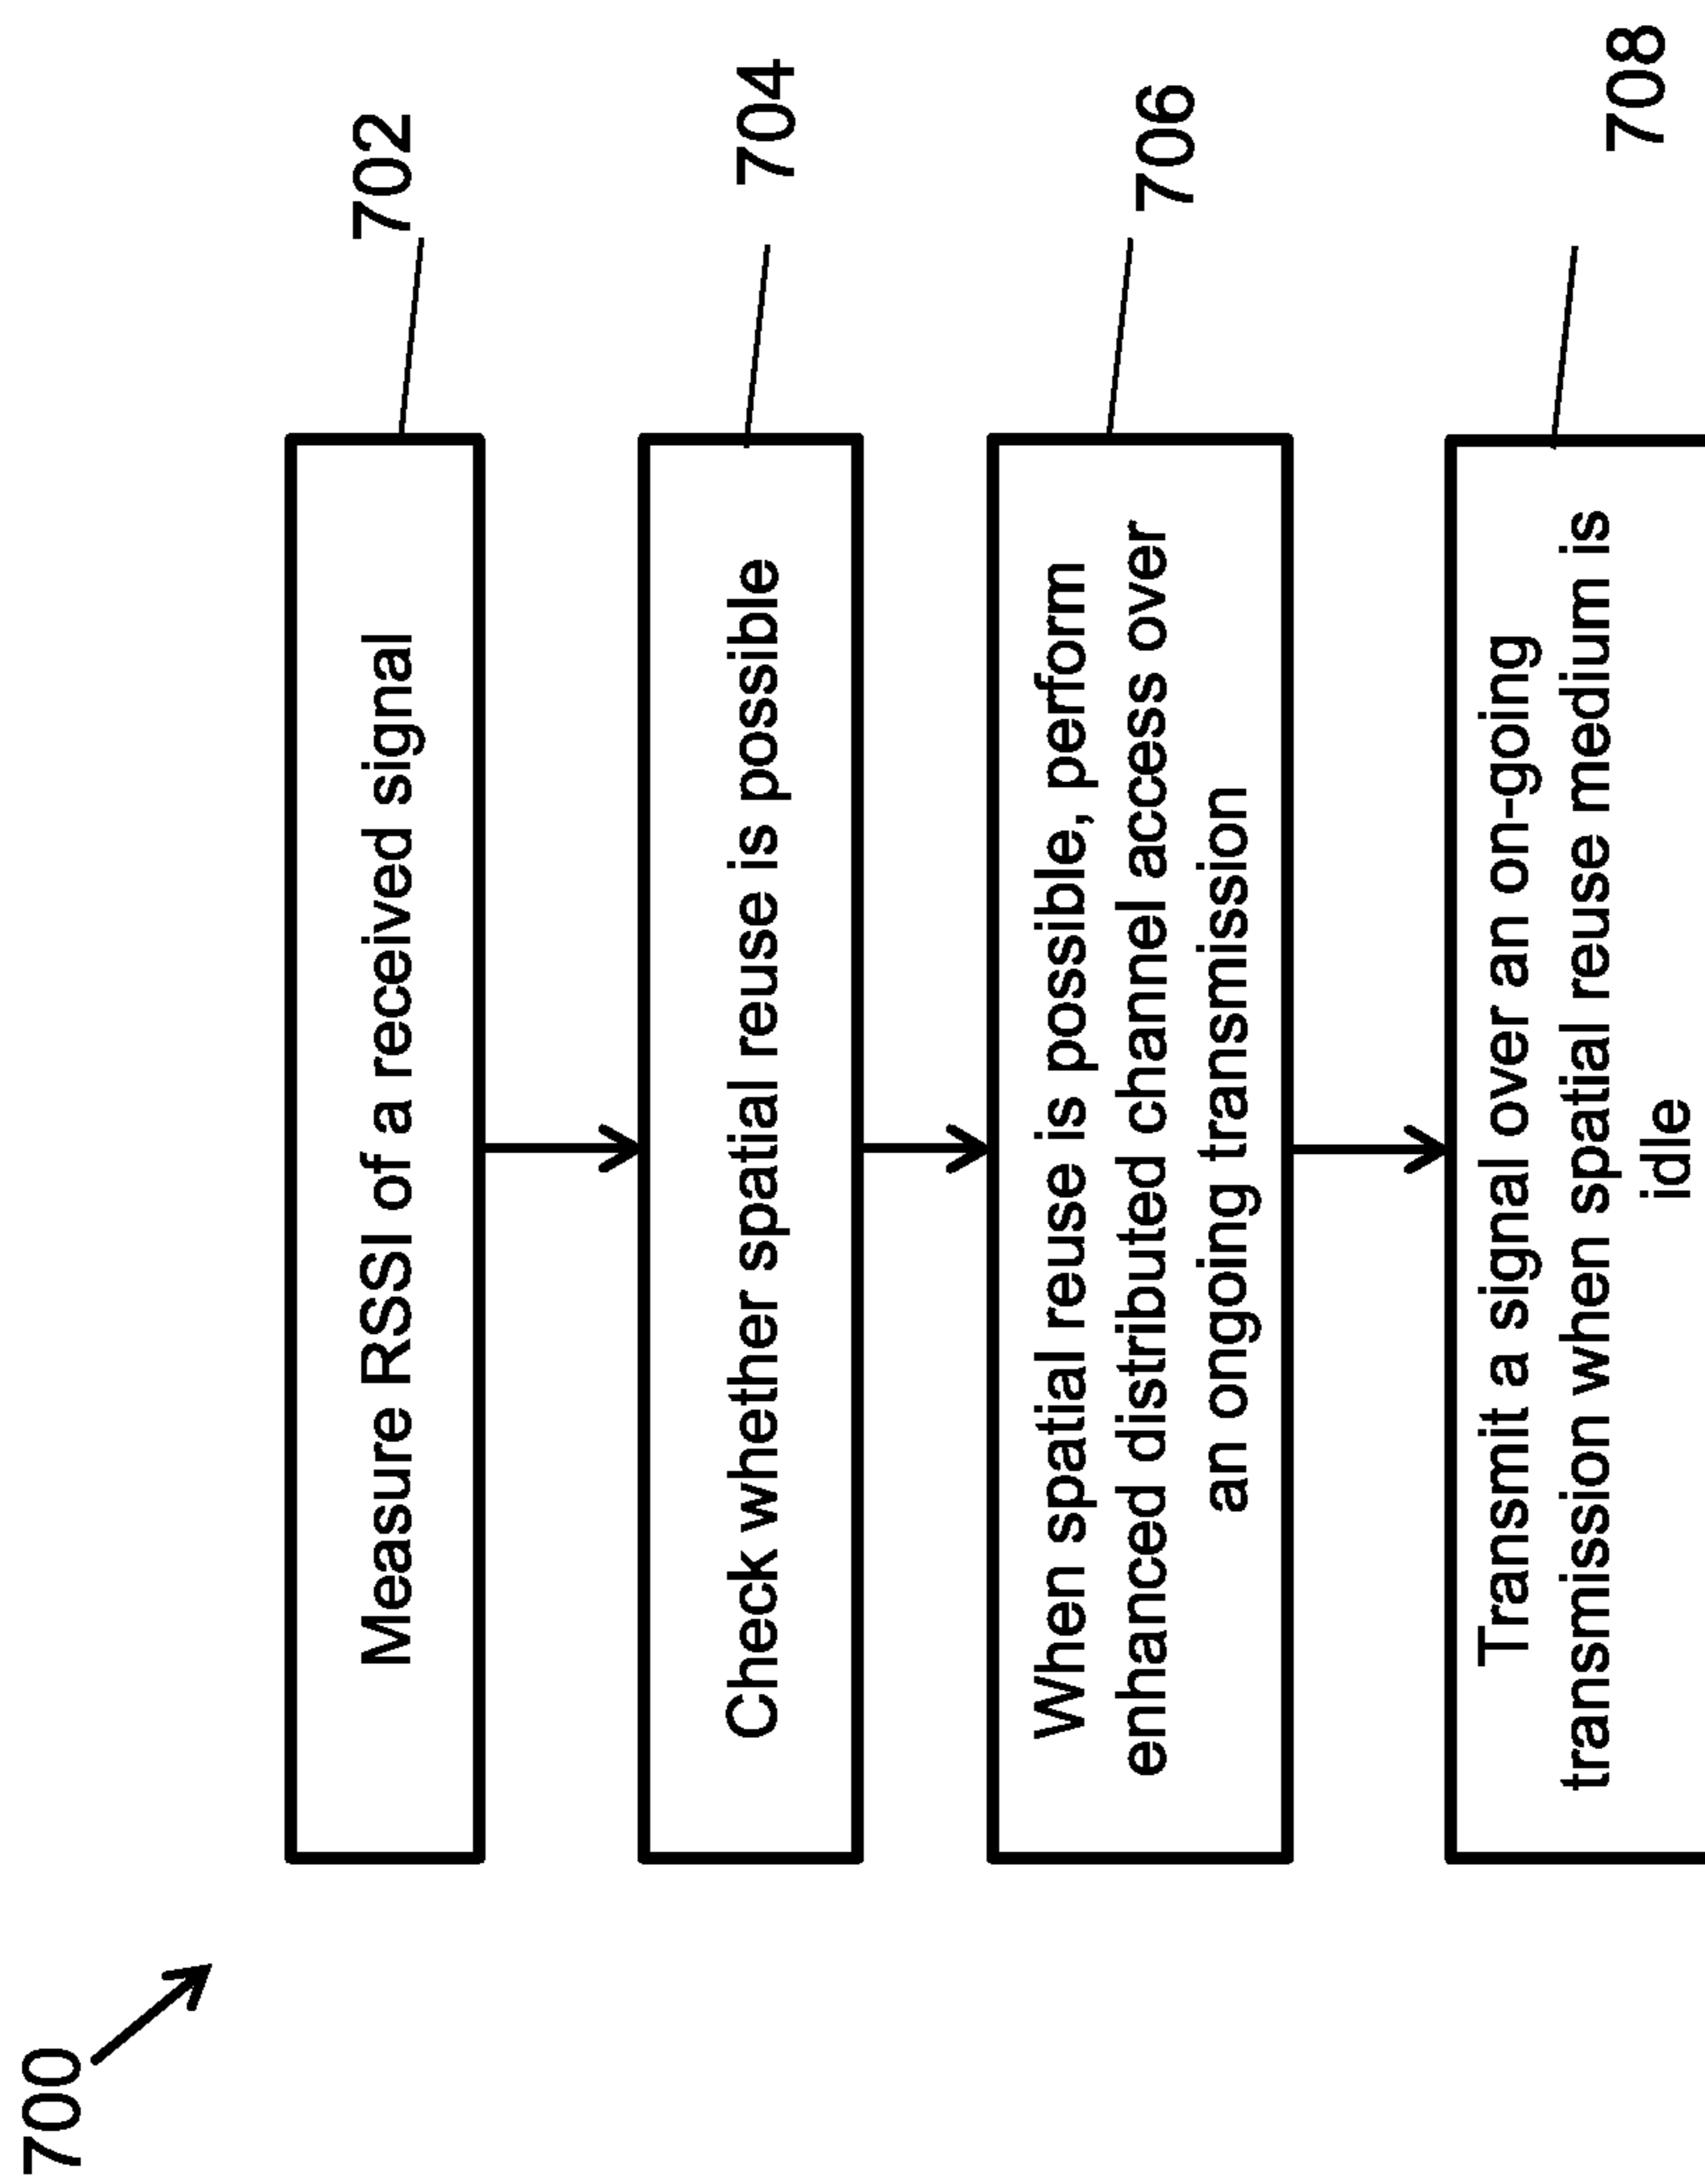 700
Measure RSSI of a received signal
702
Check whether spatial reuse is possible
704
When spatial reuse is possible, perform
enhanced distributed channel access over
an ongoing transmission
706
Transmit a signal over an on-going
transmission when spatial reuse medium is
idle
708